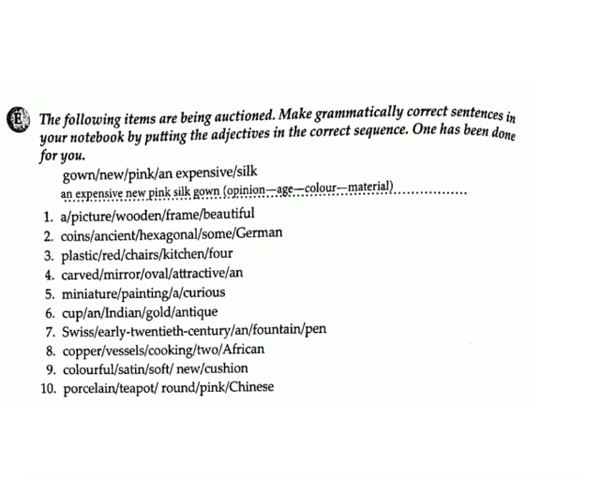 E The following items are being auctioned. Make grammatically correct sentences in
your notebook by putting the adjectives in the correct sequence. One has been done
for you.
gown/new/pink/an expensive/silk
an expensive new pink silk gown (opinion—age—colour—material)..................
1. a/picture/wooden/frame/beautiful
2. coins/ancient/hexagonal/some/German
3. plastic/red/chairs/kitchen/four
4. carved/mirror/oval/attractive/an
5. miniature/painting/a/curious
6. cup/an/Indian/gold/antique
7. Swiss/early-twentieth-century/an/fountain/pen
8. copper/vessels/cooking/two/African
9. colourful/satin/soft/ new/cushion
10. porcelain/teapot/ round/pink/Chinese